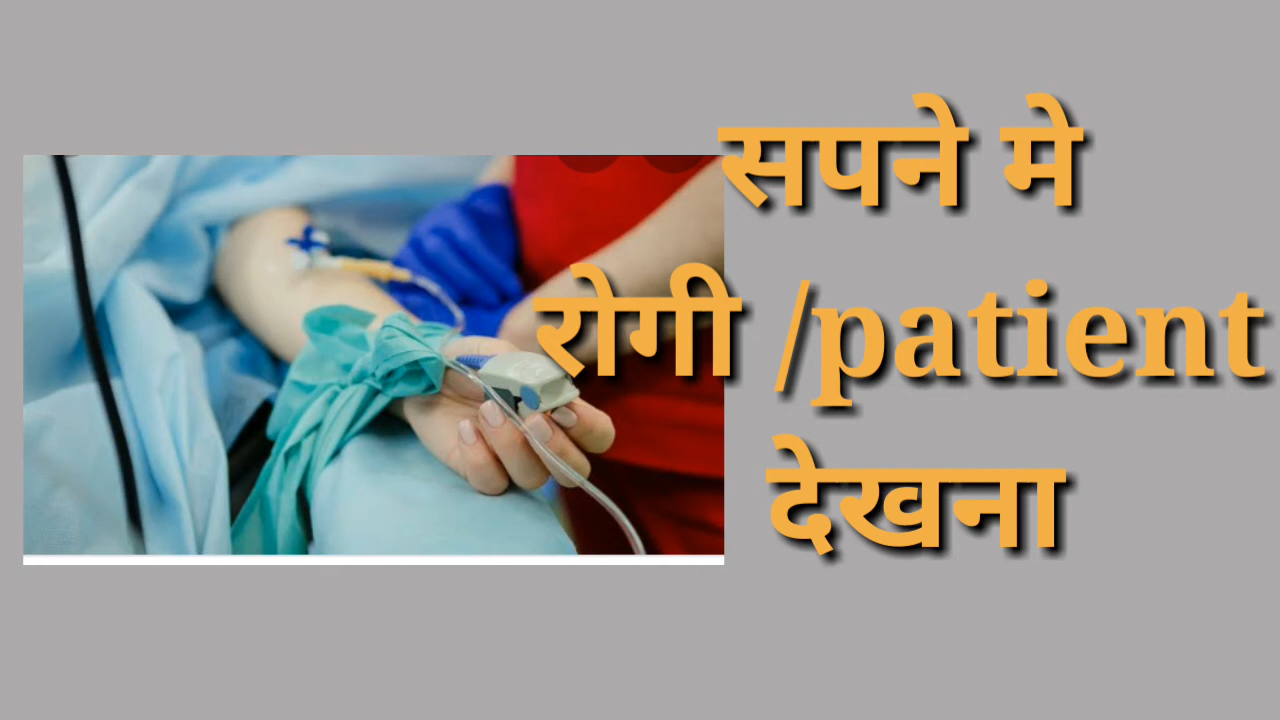 सपने मे
रोगी /patient
देखना